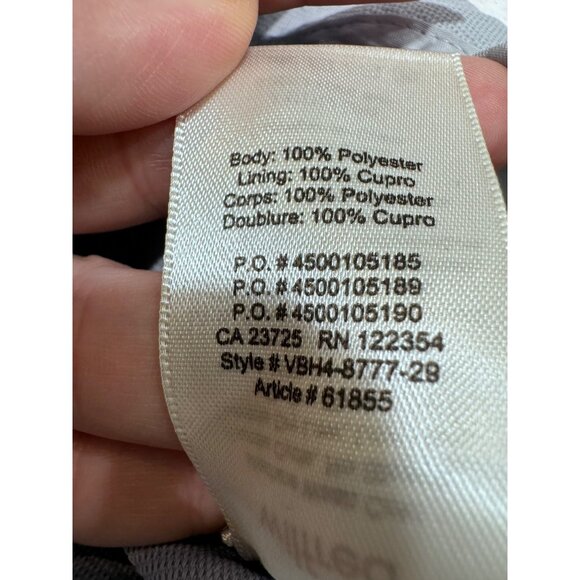 Body: 100% Polyester
Lining: 100% Cupro
Corps: 100% Polyester
Doublure: 100% Cupro
P.O. # 4500105185
P.O. # 4500105189
P.O. # 4500105190
CA 23725 RN 122354
Style # VBH4-8777-29
Article # 61855